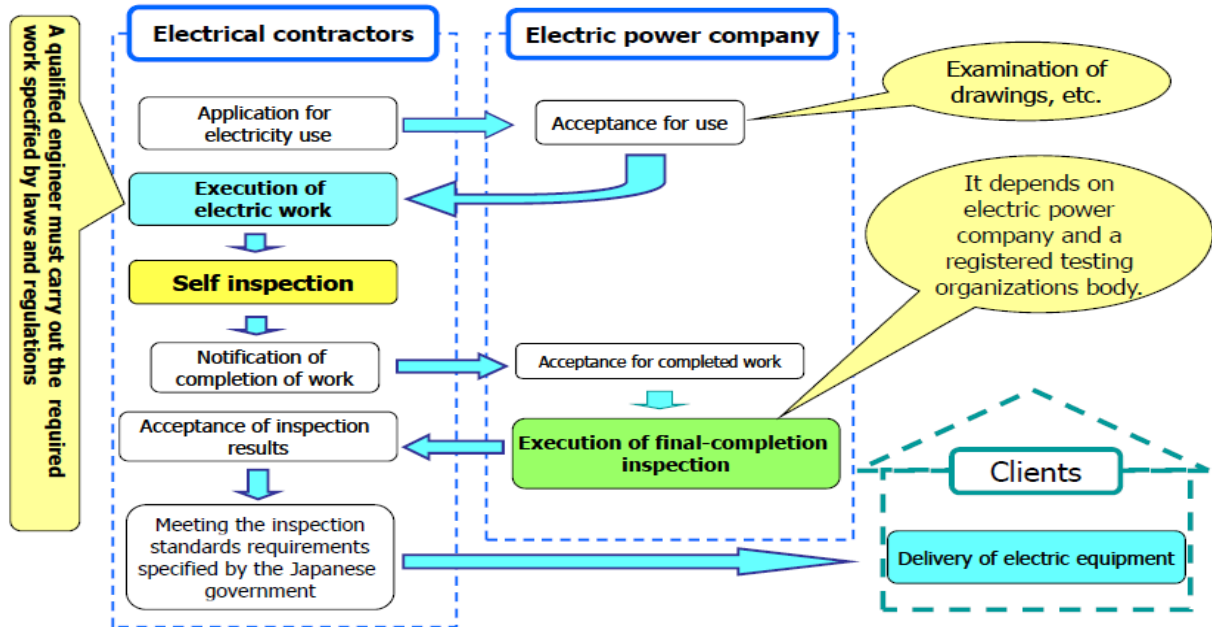 A qualified engineer must carry out the required
work specified by laws and regulations
Electrical contractors
Electric power company
Application for
electricity use
Acceptance for use
Examination of
drawings, etc.
Execution of
electric work
It depends on
electric power
company and a
registered testing
organizations body.
Self inspection
Notification of
completion of work
Acceptance for completed work
Acceptance of inspection
results
Execution of final-completion
inspection
Clients
Meeting the inspection
standards requirements
specified by the Japanese
government
Delivery of electric equipment